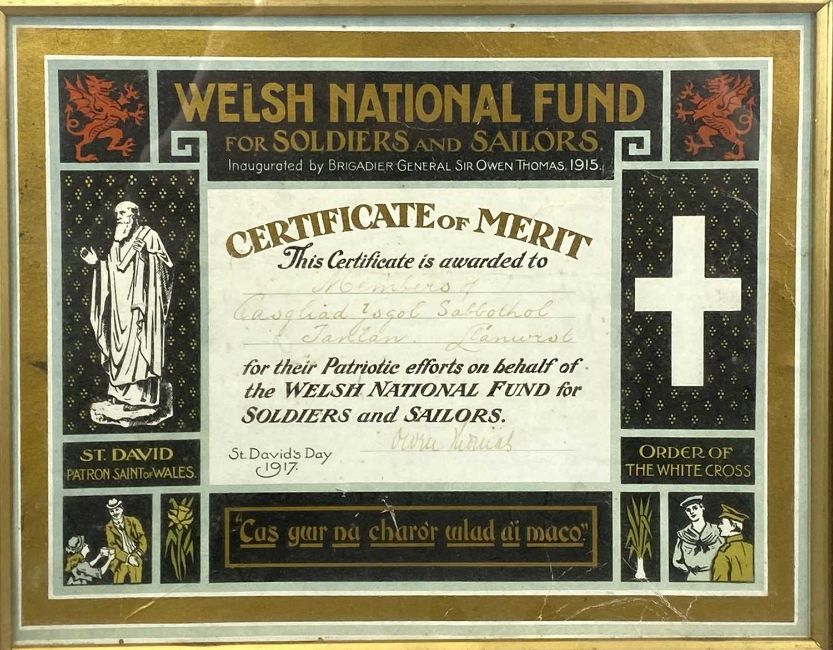 WELSH NATIONAL FUND
FOR SOLDIERS AND SAILORS.
Inaugurated by BRIGADIER GENERAL SIR OWEN THOMAS. 1915.
CERTIFICATE OF MERIT
This Certificate is awarded to
Members of
Casgliad Ysgol Sabbothol
Tanlan. Llanwrst
for their Patriotic efforts on behalf of
the WELSH NATIONAL FUND for
SOLDIERS and SAILORS.
Owen Thomas
St. David's Day
1917.
ST. DAVID
PATRON SAINT OF WALES.
ORDER OF
THE WHITE CROSS
"Cas gwr na charo'r wlad a'i maco."